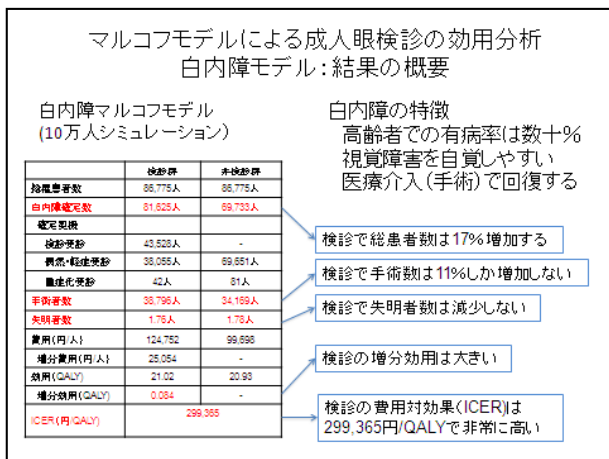 マルコフモデルによる成人眼検診の効用分析
白内障モデル:結果の概要
白内障マルコフモデル
(10万人シミュレーション)
検診群 非検診群
総罹患者数 86,775人 86,775人
白内障確定数 81,625人 69,733人
確定契機
検診受診 43,528人 -
偶然・軽症受診 38,055人 69,651人
重症化受診 42人 81人
手術者数 38,796人 34,169人
失明者数 1.76人 1.78人
費用(円/人) 124,752 99,698
増分費用(円/人) 25,054 -
効用(QALY) 21.02 20.93
増分効用(QALY) 0.084 -
ICER(円/QALY) 299,365
白内障の特徴
高齢者での有病率は数十%
視覚障害を自覚しやすい
医療介入(手術)で回復する
検診で総患者数は17%増加する
検診で手術数は11%しか増加しない
検診で失明者数は減少しない
検診の増分効用は大きい
検診の費用対効果(ICER)は
299,365円/QALYで非常に高い